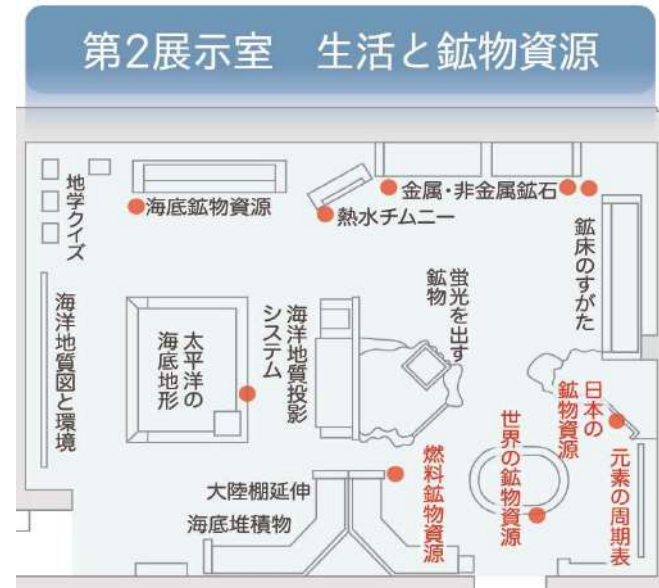 第2展示室　生活と鉱物資源
地学クイズ
海底鉱物資源
熱水チムニー
金属・非金属鉱石
鉱床のすがた
海洋地質図と環境
太平洋の
海底地形
海洋地質投影
システム
蛍光を出す
鉱物
日本の
鉱物資源
世界の鉱物資源
元素の周期表
燃料鉱物資源
大陸棚延伸
海底堆積物